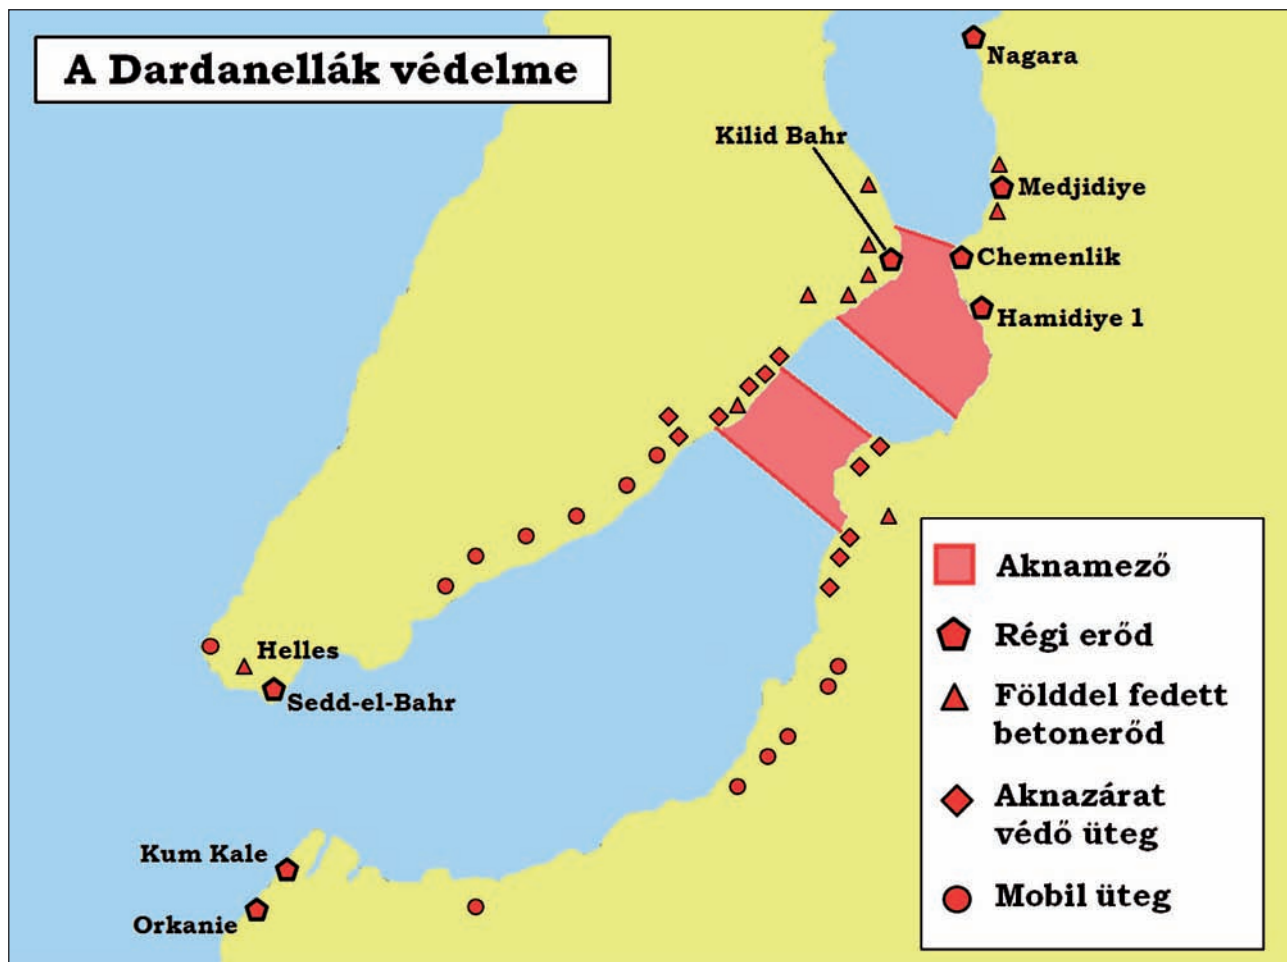 A Dardanellák védelme
Nagara
Kilid Bahr
Medjidiye
Chemenlik
Hamidiye 1
Helles
Sedd-el-Bahr
Kum Kale
Orkanie
Aknamező
Régi erőd
Földdel fedett
betonerőd
Aknazárat
védő üteg
Mobil üteg